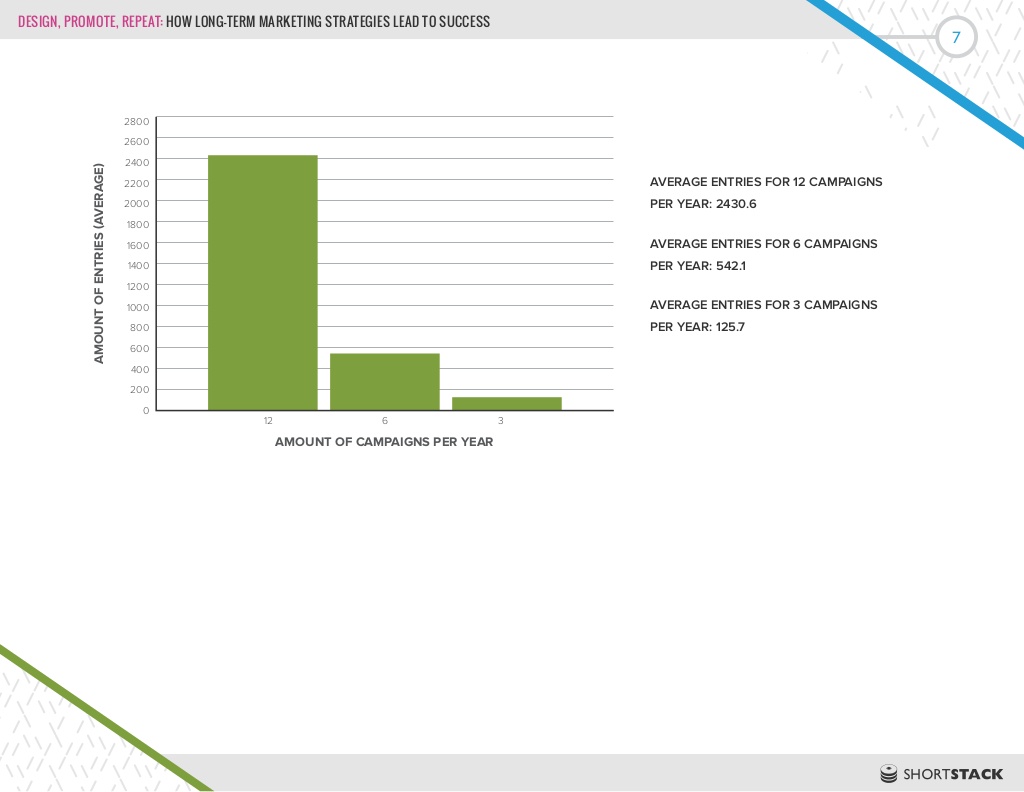 DESIGN, PROMOTE, REPEAT: HOW LONG-TERM MARKETING STRATEGIES LEAD TO SUCCESS
7
AMOUNT OF ENTRIES (AVERAGE)
2800
2600
2400
2200
2000
1800
1600
1400
1200
1000
800
600
400
200
0
12 6 3
AMOUNT OF CAMPAIGNS PER YEAR
AVERAGE ENTRIES FOR 12 CAMPAIGNS
PER YEAR: 2430.6
AVERAGE ENTRIES FOR 6 CAMPAIGNS
PER YEAR: 542.1
AVERAGE ENTRIES FOR 3 CAMPAIGNS
PER YEAR: 125.7
SHORTSTACK